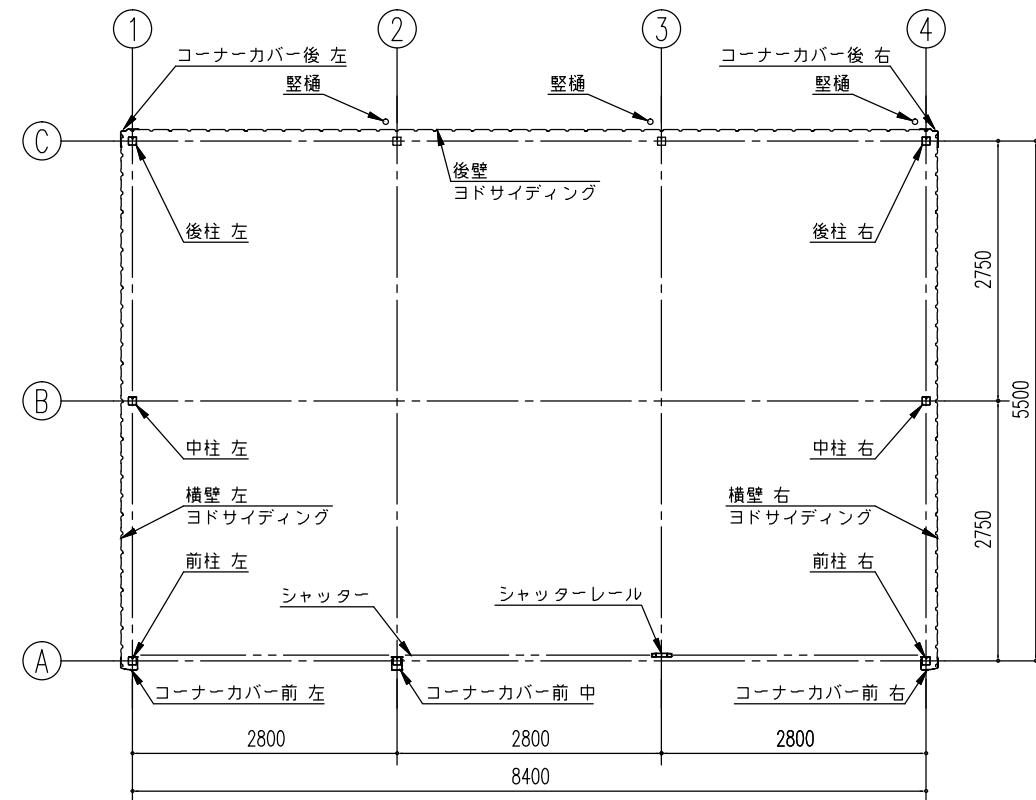 1
2
3
4
コーナーカバー後 左
コーナーカバー後 右
竪樋
竪樋
竪樋
C
後壁
ヨドサイディング
後柱 左
後柱 右
2750
B
5500
中柱 左
中柱 右
横壁 左
ヨドサイディング
横壁 右
ヨドサイディング
2750
前柱 左
前柱 右
シャッター
シャッターレール
A
コーナーカバー前 左
コーナーカバー前 中
コーナーカバー前 右
2800
2800
2800
8400